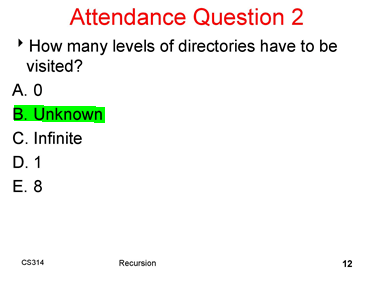 Attendance Question 2
How many levels of directories have to be
visited?
A. 0
B. Unknown
C. Infinite
D. 1
E. 8
CS314 Recursion 12